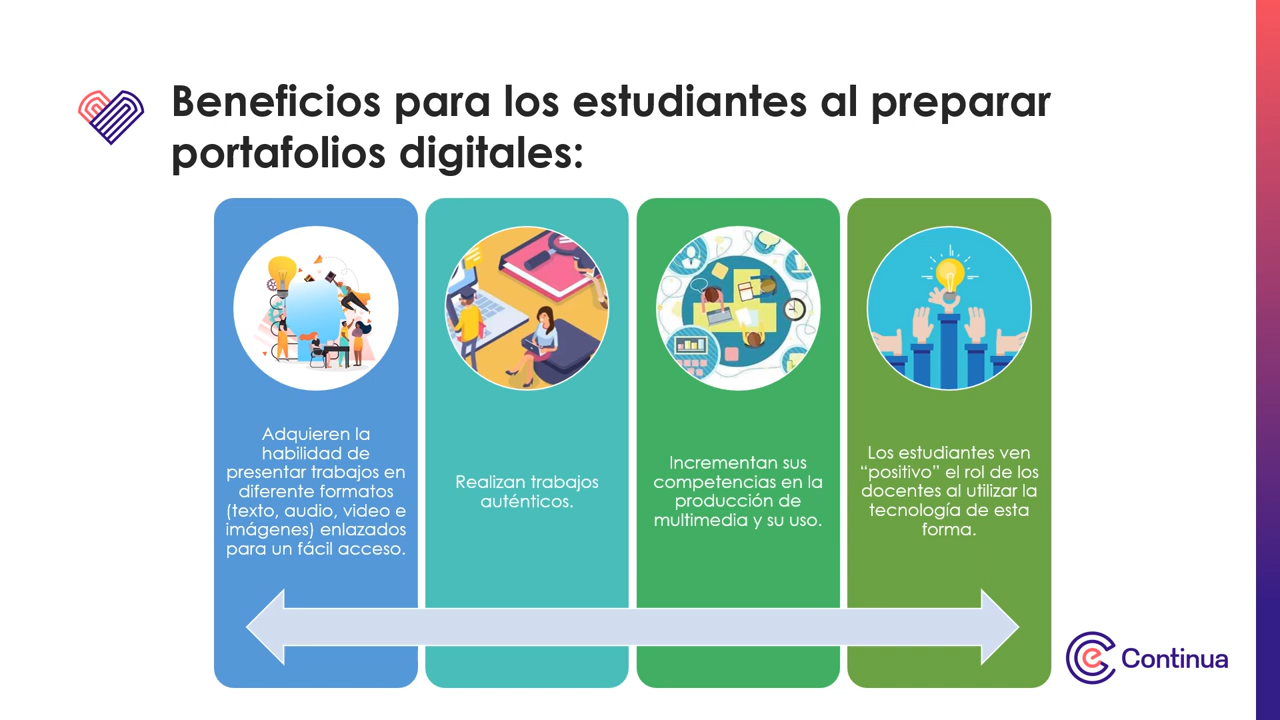 Beneficios para los estudiantes al preparar
portafolios digitales:
Adquieren la
habilidad de
presentar trabajos en
diferente formatos
(texto, audio, video e
imágenes) enlazados
para un fácil acceso.
Realizan trabajos
auténticos.
Incrementan sus
competencias en la
producción de
multimedia y su uso.
Los estudiantes ven
“positivo” el rol de los
docentes al utilizar la
tecnología de esta
forma.
Continua